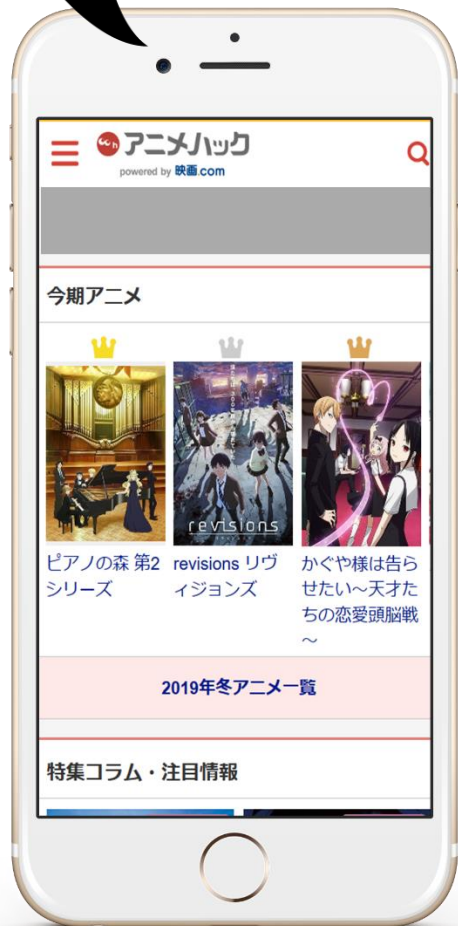 アニメハック
powered by 映画.com
今期アニメ
revisions
ピアノの森 第2
シリーズ
revisions リヴ
ィジョンズ
かぐや様は告ら
せたい～天才た
ちの恋愛頭脳戦
～
2019年冬アニメ一覧
特集コラム・注目情報